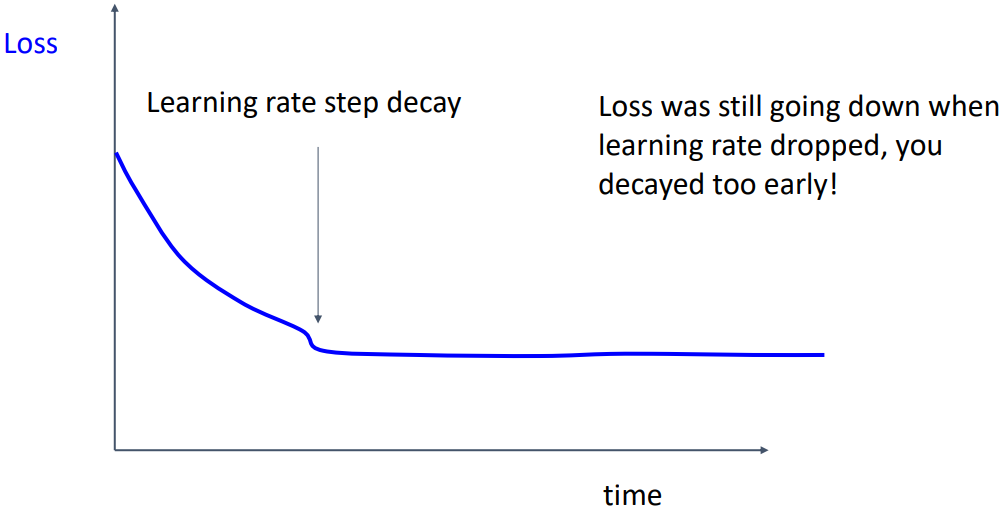 Loss
Learning rate step decay
Loss was still going down when
learning rate dropped, you
decayed too early!
time